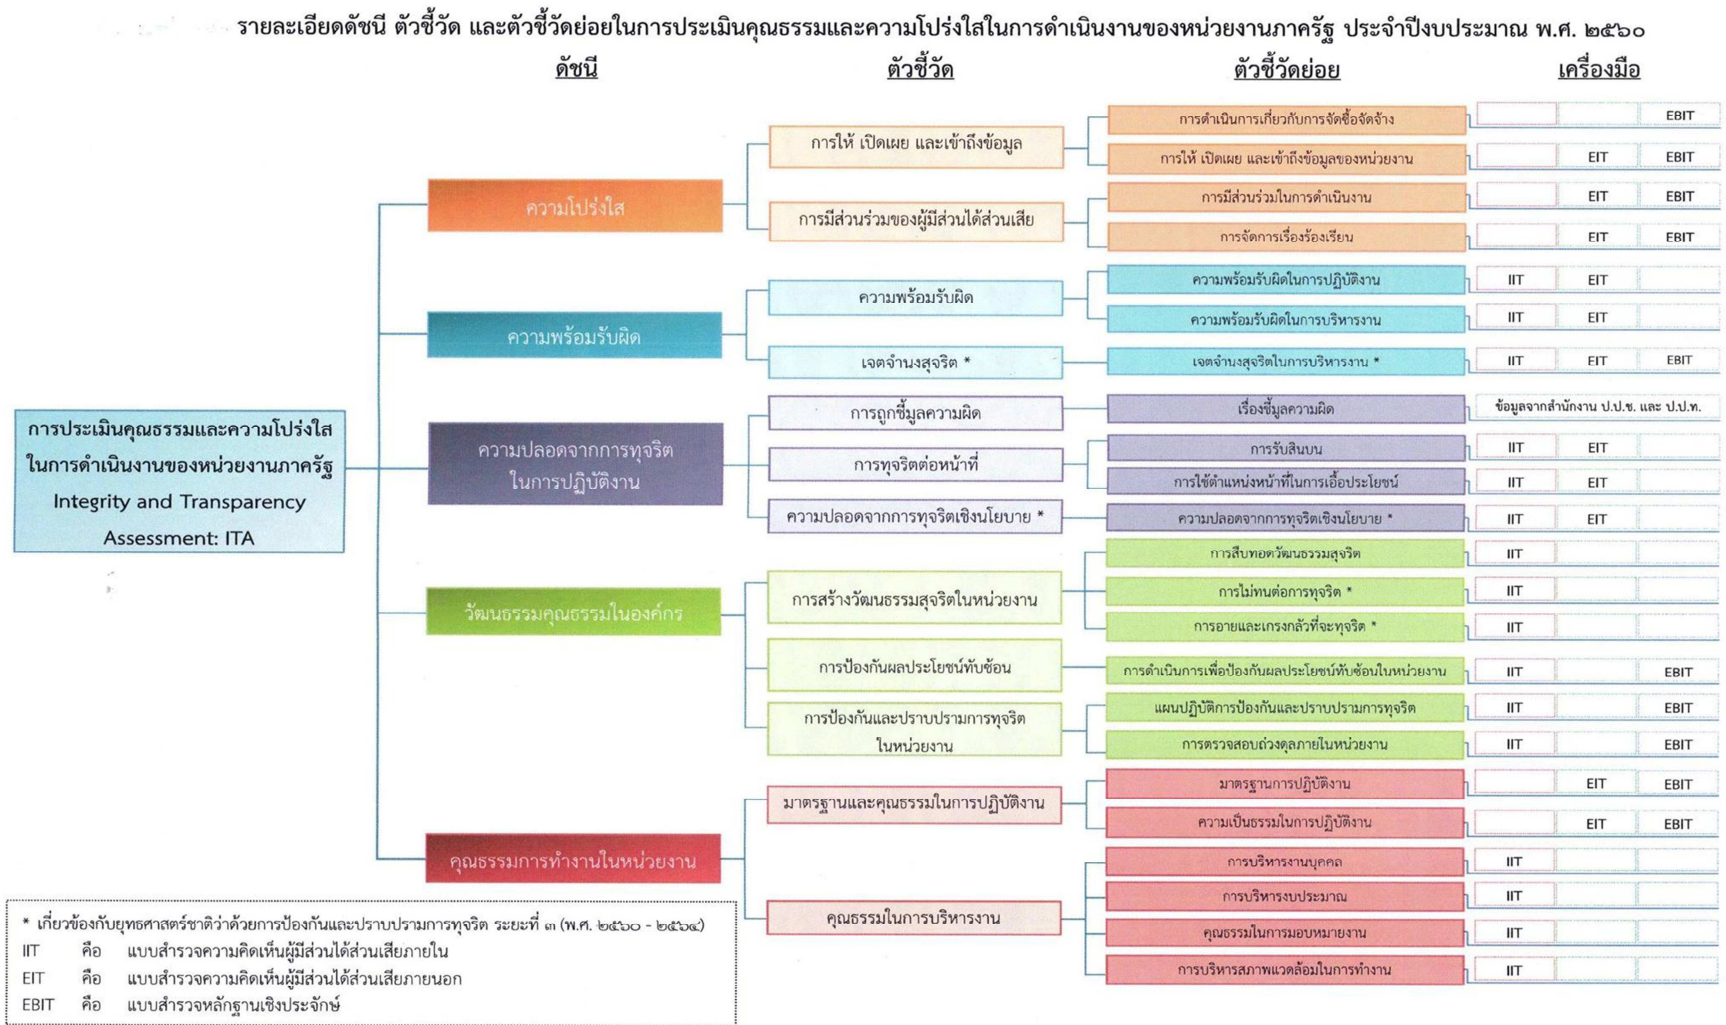 รายละเอียดดัชนี ตัวชี้วัด และตัวชี้วัดย่อยในการประเมินคุณธรรมและความโปร่งใสในการดำเนินงานของหน่วยงานภาครัฐ ประจำปีงบประมาณ พ.ศ. ๒๕๖๐
ดัชนี ตัวชี้วัด ตัวชี้วัดย่อย เครื่องมือ
การประเมินคุณธรรมและความโปร่งใส
ในการดำเนินงานของหน่วยงานภาครัฐ
Integrity and Transparency
Assessment: ITA
ความโปร่งใส
การให้ เปิดเผย และเข้าถึงข้อมูล
การดำเนินการเกี่ยวกับการจัดซื้อจัดจ้าง EBIT
การให้ เปิดเผย และเข้าถึงข้อมูลของหน่วยงาน EIT EBIT
การมีส่วนร่วมของผู้มีส่วนได้ส่วนเสีย
การมีส่วนร่วมในการดำเนินงาน EIT EBIT
การจัดการเรื่องร้องเรียน EIT EBIT
ความพร้อมรับผิด
ความพร้อมรับผิด
ความพร้อมรับผิดในการปฏิบัติงาน IIT EIT
ความพร้อมรับผิดในการบริหารงาน IIT EIT
เจตจำนงสุจริต *
เจตจำนงสุจริตในการบริหารงาน * IIT EIT EBIT
ความปลอดจากการทุจริต
ในการปฏิบัติงาน
การถูกชี้มูลความผิด
เรื่องชี้มูลความผิด ข้อมูลจากสำนักงาน ป.ป.ช. และ ป.ป.ท.
การทุจริตต่อหน้าที่
การรับสินบน IIT EIT
การใช้ตำแหน่งหน้าที่ในการเอื้อประโยชน์ IIT EIT
ความปลอดจากการทุจริตเชิงนโยบาย *
ความปลอดจากการทุจริตเชิงนโยบาย * IIT EIT
วัฒนธรรมคุณธรรมในองค์กร
การสร้างวัฒนธรรมสุจริตในหน่วยงาน
การสืบทอดวัฒนธรรมสุจริต IIT
การไม่ทนต่อการทุจริต * IIT
การอายและเกรงกลัวที่จะทุจริต * IIT
การป้องกันผลประโยชน์ทับซ้อน
การดำเนินการเพื่อป้องกันผลประโยชน์ทับซ้อนในหน่วยงาน IIT EBIT
การป้องกันและปราบปรามการทุจริต
ในหน่วยงาน
แผนปฏิบัติการป้องกันและปราบปรามการทุจริต IIT EBIT
การตรวจสอบถ่วงดุลภายในหน่วยงาน IIT EBIT
คุณธรรมการทำงานในหน่วยงาน
มาตรฐานและคุณธรรมในการปฏิบัติงาน
มาตรฐานการปฏิบัติงาน EIT EBIT
ความเป็นธรรมในการปฏิบัติงาน EIT EBIT
คุณธรรมในการบริหารงาน
การบริหารงานบุคคล IIT
การบริหารงบประมาณ IIT
คุณธรรมในการมอบหมายงาน IIT
การบริหารสภาพแวดล้อมในการทำงาน IIT
* เกี่ยวข้องกับยุทธศาสตร์ชาติว่าด้วยการป้องกันและปราบปรามการทุจริต ระยะที่ ๓ (พ.ศ. ๒๕๖๐ - ๒๕๖๔)
IIT คือ แบบสำรวจความคิดเห็นผู้มีส่วนได้ส่วนเสียภายใน
EIT คือ แบบสำรวจความคิดเห็นผู้มีส่วนได้ส่วนเสียภายนอก
EBIT คือ แบบสำรวจหลักฐานเชิงประจักษ์